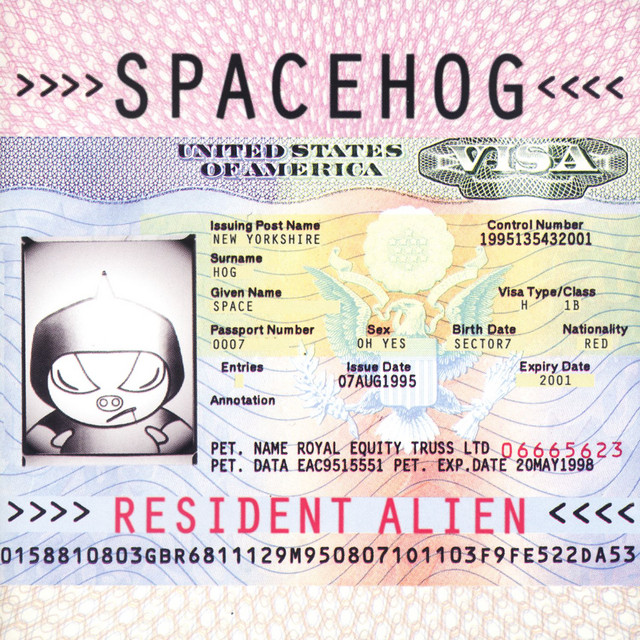 >>>> SPACEHOG <<<<
UNITED STATES OF AMERICA
VISA
Issuing Post Name
NEW YORKSHIRE
Control Number
1995135432001
Surname
HOG
Given Name
SPACE
Visa Type/Class
H 1B
Passport Number
0007
Sex
OH YES
Birth Date
SECTOR7
Nationality
RED
Entries
Issue Date
07AUG1995
Expiry Date
2001
Annotation
PET. NAME ROYAL EQUITY TRUSS LTD
06665623
PET. DATA EAC9515551 PET. EXP.DATE 20MAY1998
>>>> RESIDENT ALIEN <<<<
0158810803GBR6811129M950807101103F9FE522DA53